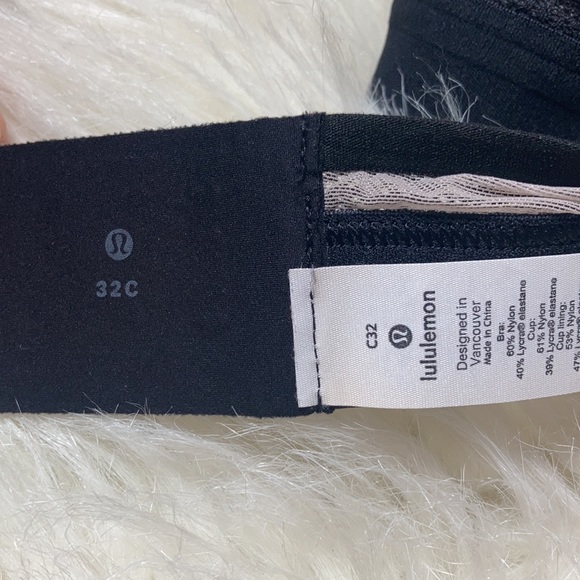 32C
C32
lululemon
Designed in
Vancouver
Made in China
Bra:
60% Nylon
40% Lycra® elastane
Cup:
61% Nylon
39% Lycra® elastane
Cup lining:
53% Nylon
47%